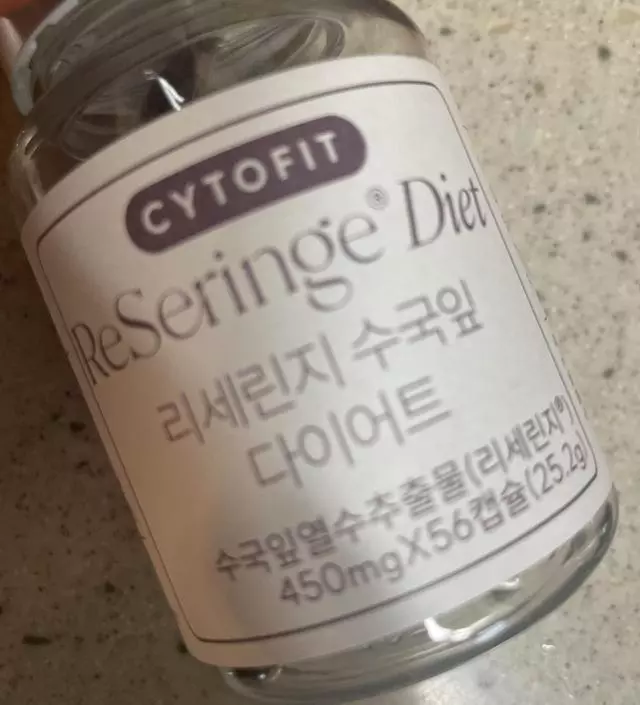 CYTOFIT
ReSeringe® Diet
리세린지 수국잎
다이어트
수국잎열수추출물(리세린지®)
450mgX56캡슐(25.2g)